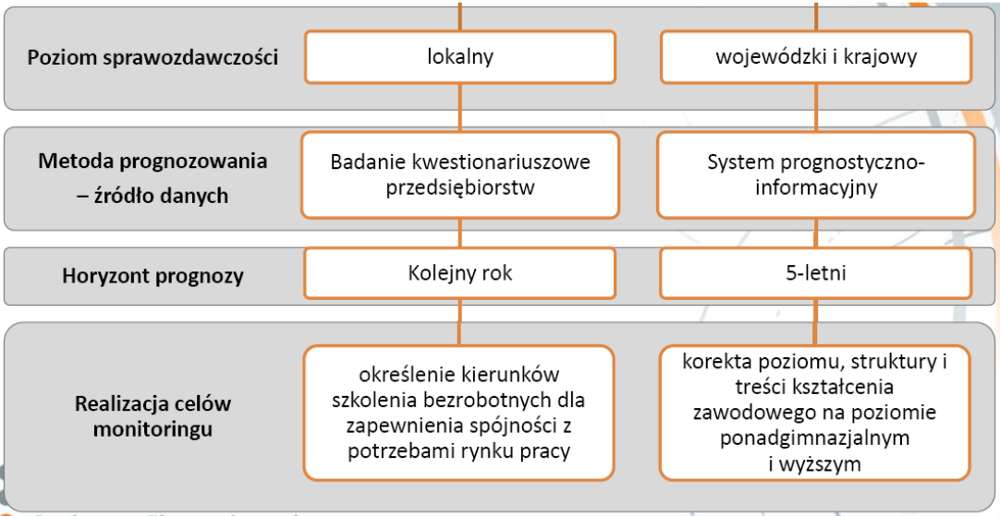 Poziom sprawozdawczości
lokalny
wojewódzki i krajowy
Metoda prognozowania
– źródło danych
Badanie kwestionariuszowe
przedsiębiorstw
System prognostyczno-
informacyjny
Horyzont prognozy
Kolejny rok
5-letni
Realizacja celów
monitoringu
określenie kierunków
szkolenia bezrobotnych dla
zapewnienia spójności z
potrzebami rynku pracy
korekta poziomu, struktury i
treści kształcenia
zawodowego na poziomie
ponadgimnazjalnym
i wyższym